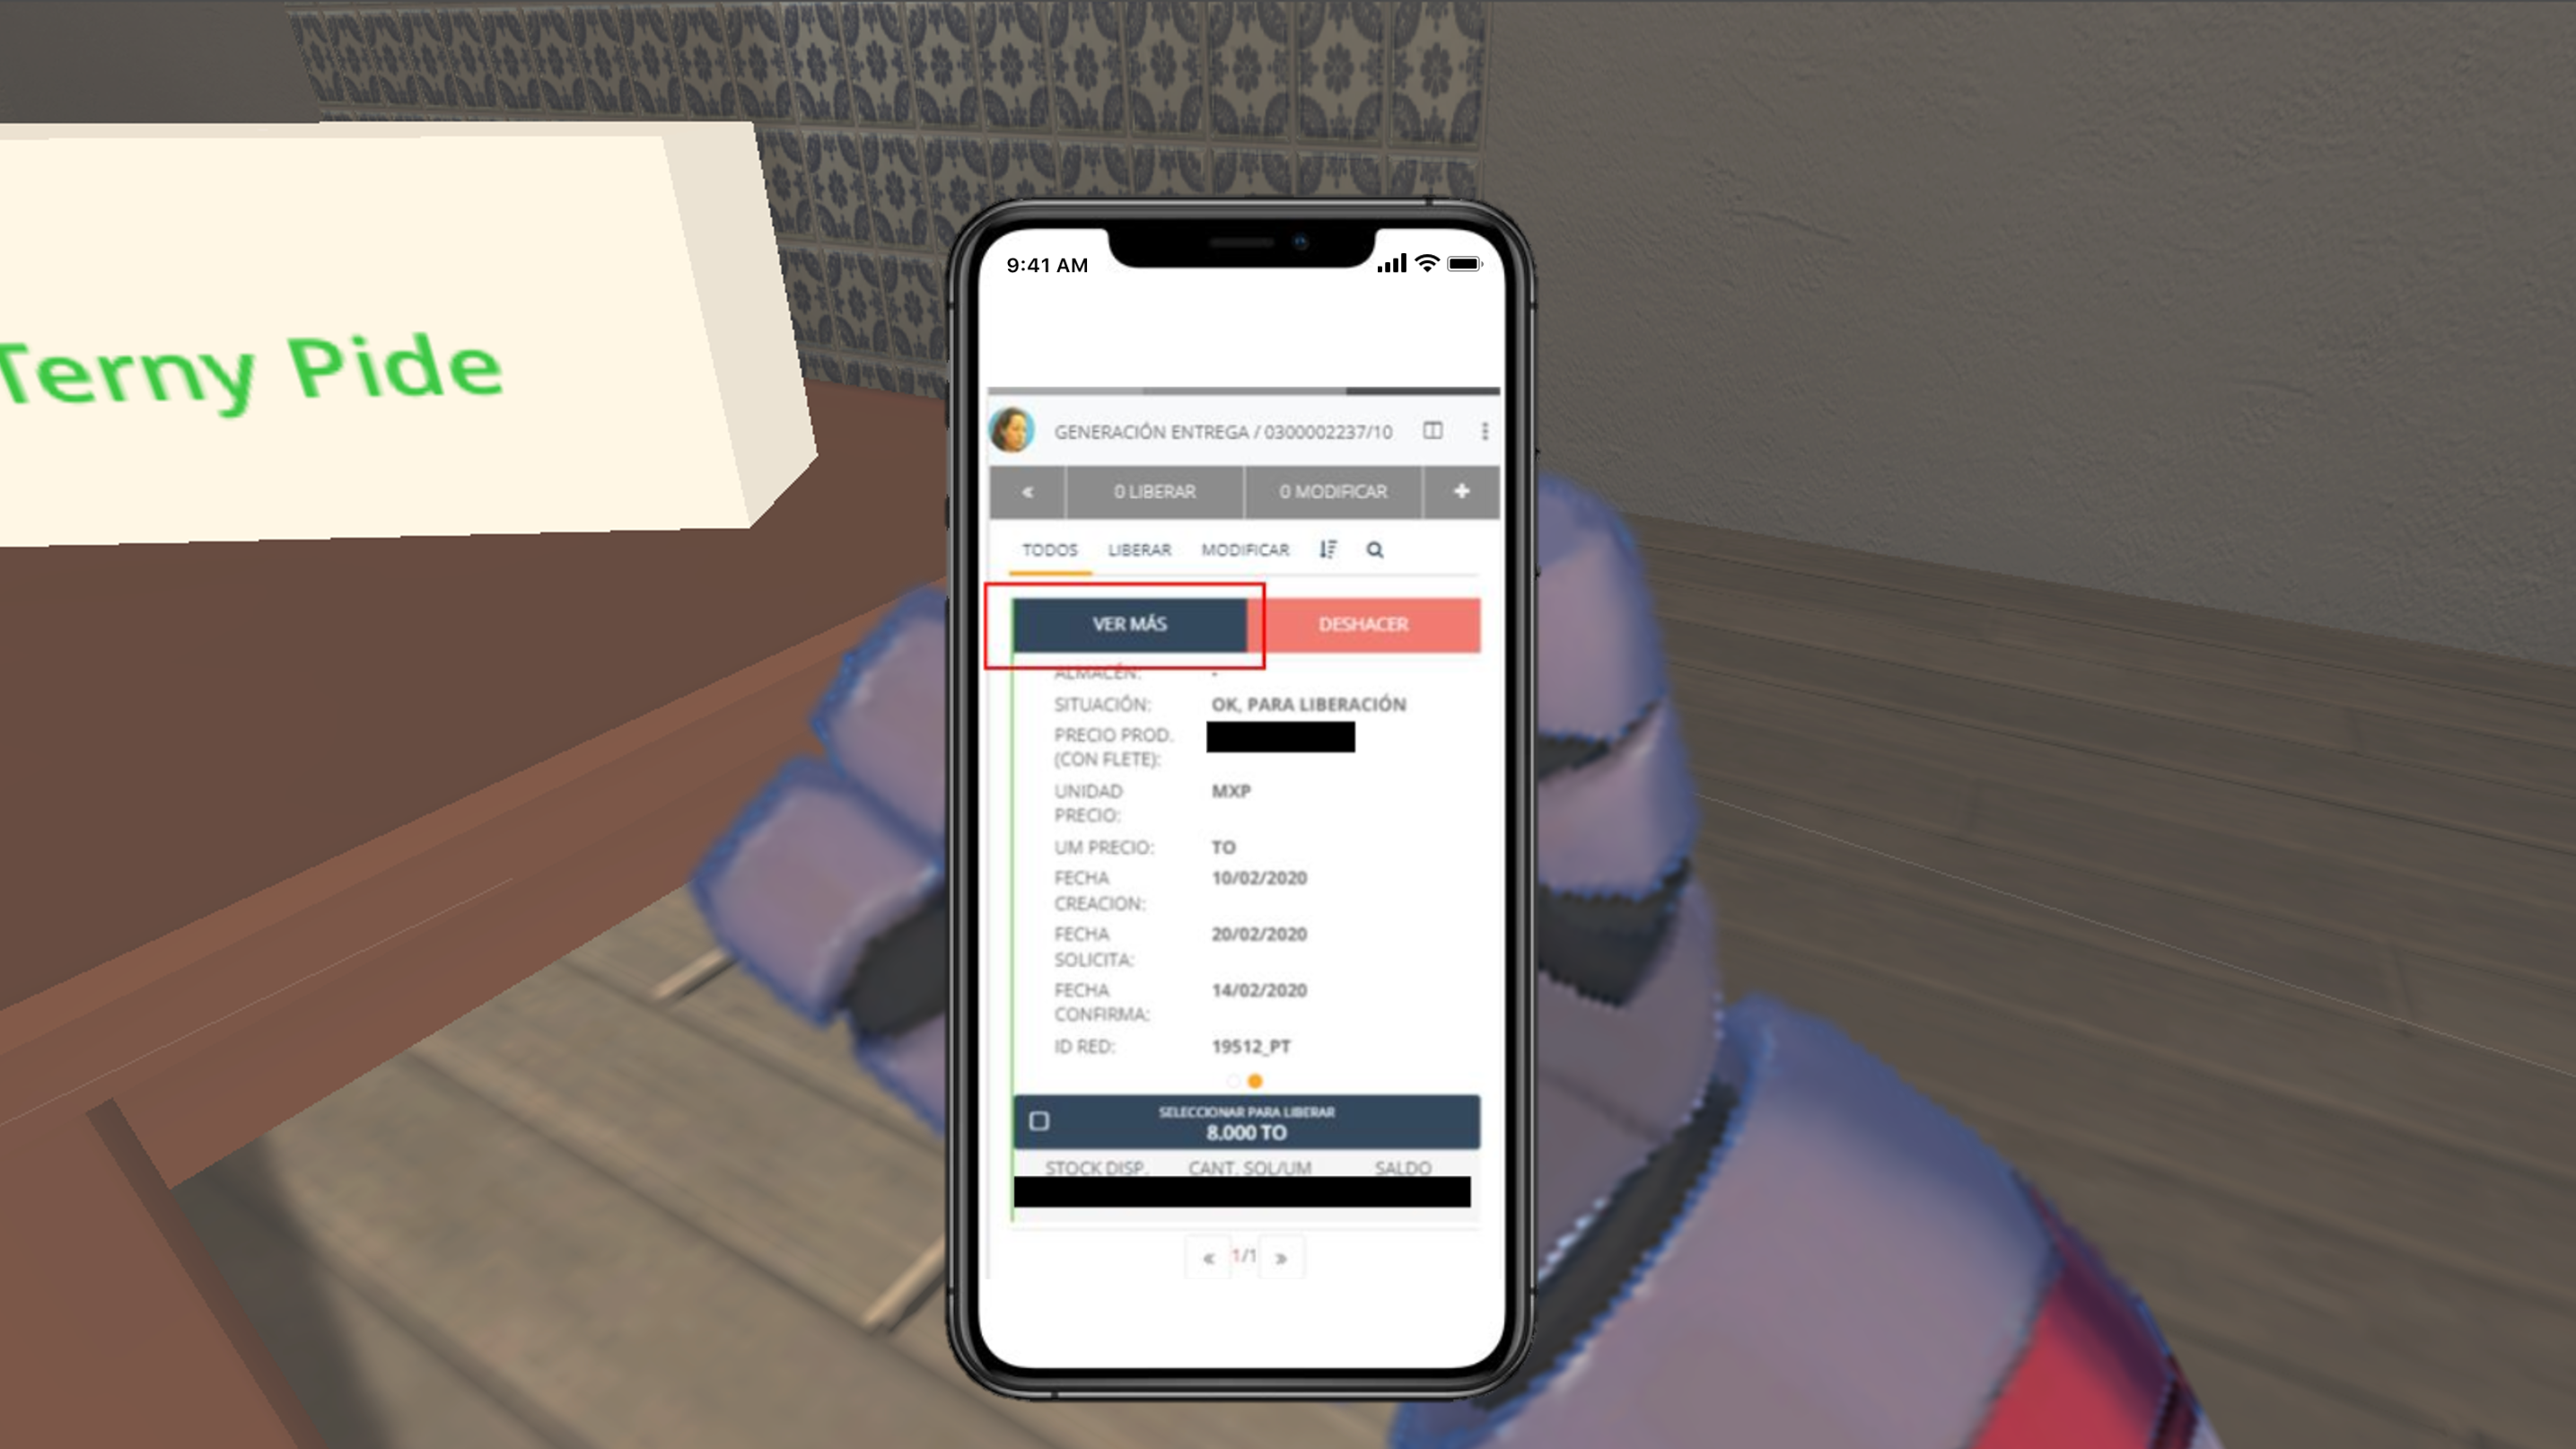 Terny Pide
9:41 AM
GENERACIÓN ENTREGA / 0300002237/10
« 0 LIBERAR 0 MODIFICAR +
TODOS LIBERAR MODIFICAR
VER MÁS DESHACER
ALMACÉN: -
SITUACIÓN: OK, PARA LIBERACIÓN
PRECIO PROD.
(CON FLETE):
UNIDAD MXP
PRECIO:
UM PRECIO: TO
FECHA 10/02/2020
CREACION:
FECHA 20/02/2020
SOLICITA:
FECHA 14/02/2020
CONFIRMA:
ID RED: 19512_PT
SELECCIONAR PARA LIBERAR
8.000 TO
STOCK DISP. CANT. SOL/UM SALDO
« 1/1 »